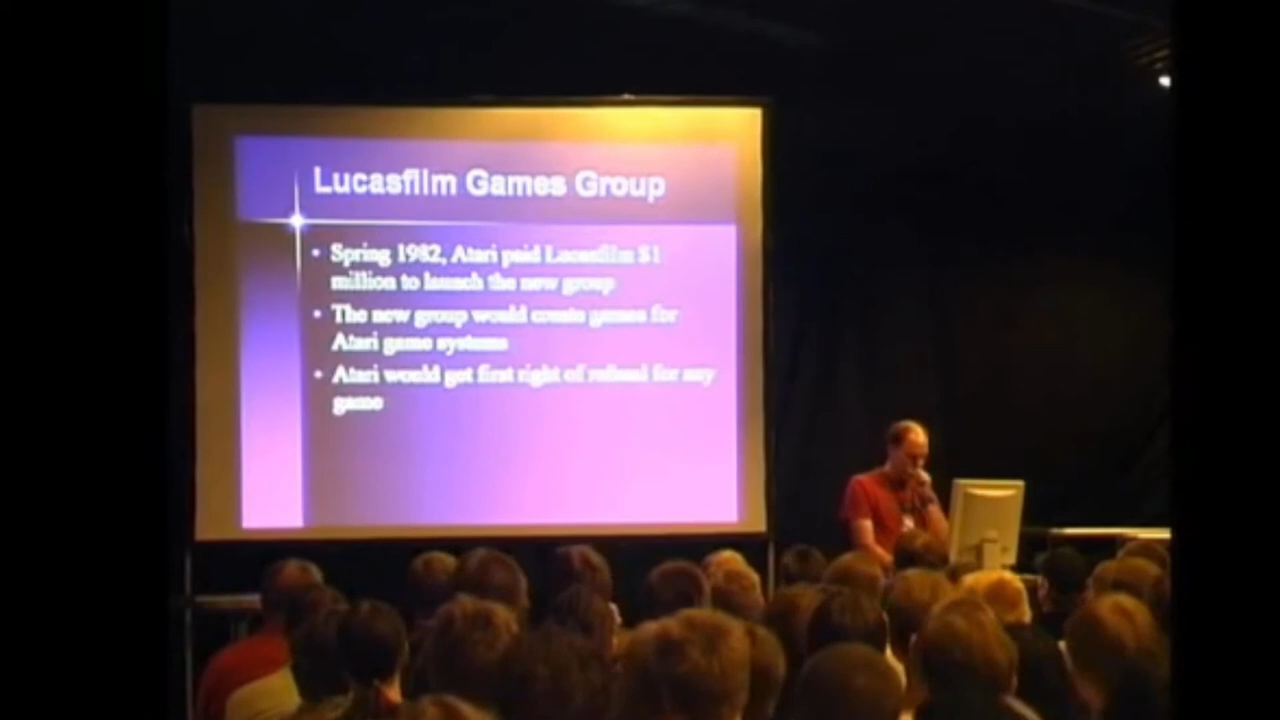 Lucasfilm Games Group
• Spring 1982, Atari paid Lucasfilm $1
million to launch the new group
• The new group would create games for
Atari game systems
• Atari would get first right of refusal for any
game